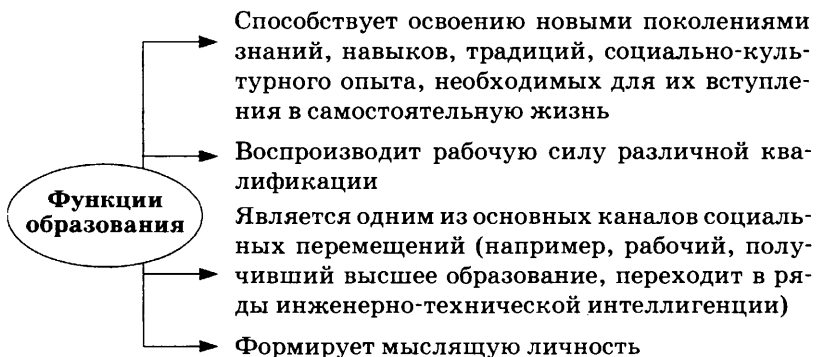 Функции
образования
Способствует освоению новыми поколениями
знаний, навыков, традиций, социально-куль-
турного опыта, необходимых для их вступле-
ния в самостоятельную жизнь
Воспроизводит рабочую силу различной ква-
лификации
Является одним из основных каналов социаль-
ных перемещений (например, рабочий, полу-
чивший высшее образование, переходит в ря-
ды инженерно-технической интеллигенции)
Формирует мыслящую личность